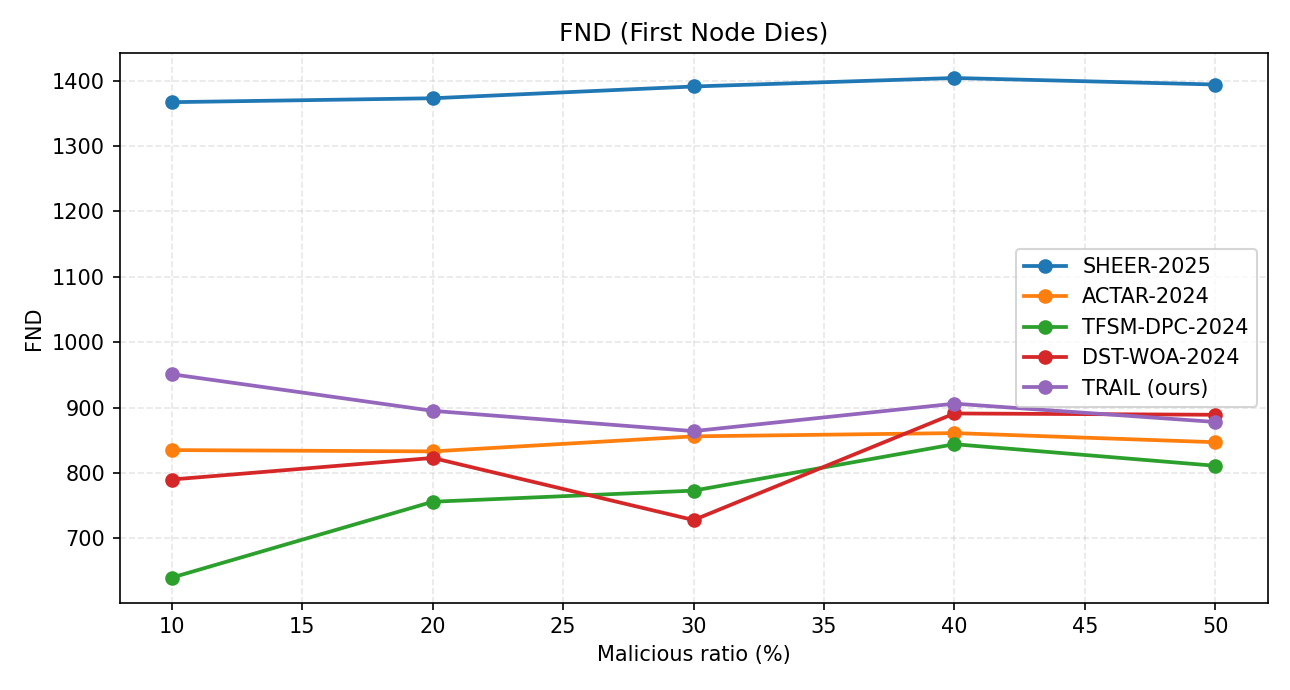 FND (First Node Dies)
1400
1300
1200
1100
1000
900
800
700
FND
SHEER-2025
ACTAR-2024
TFSM-DPC-2024
DST-WOA-2024
TRAIL (ours)
10 15 20 25 30 35 40 45 50
Malicious ratio (%)